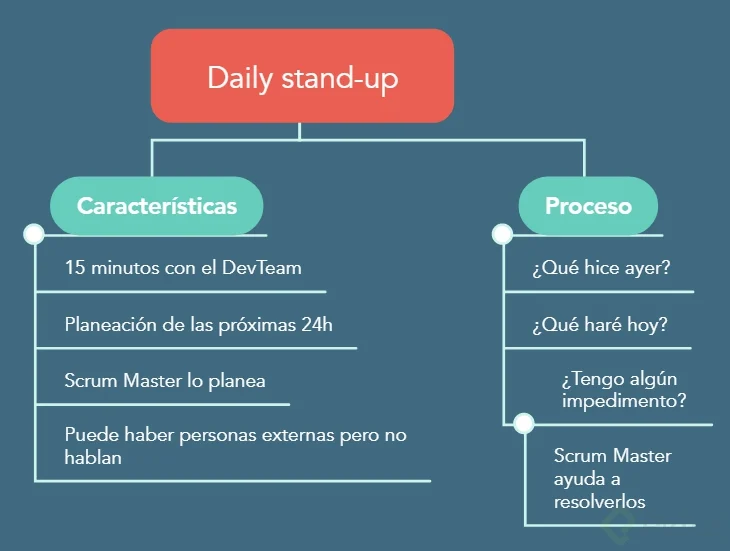 Daily stand-up
Características
15 minutos con el DevTeam
Planeación de las próximas 24h
Scrum Master lo planea
Puede haber personas externas pero no
hablan
Proceso
¿Qué hice ayer?
¿Qué haré hoy?
¿Tengo algún
impedimento?
Scrum Master
ayuda a
resolverlos